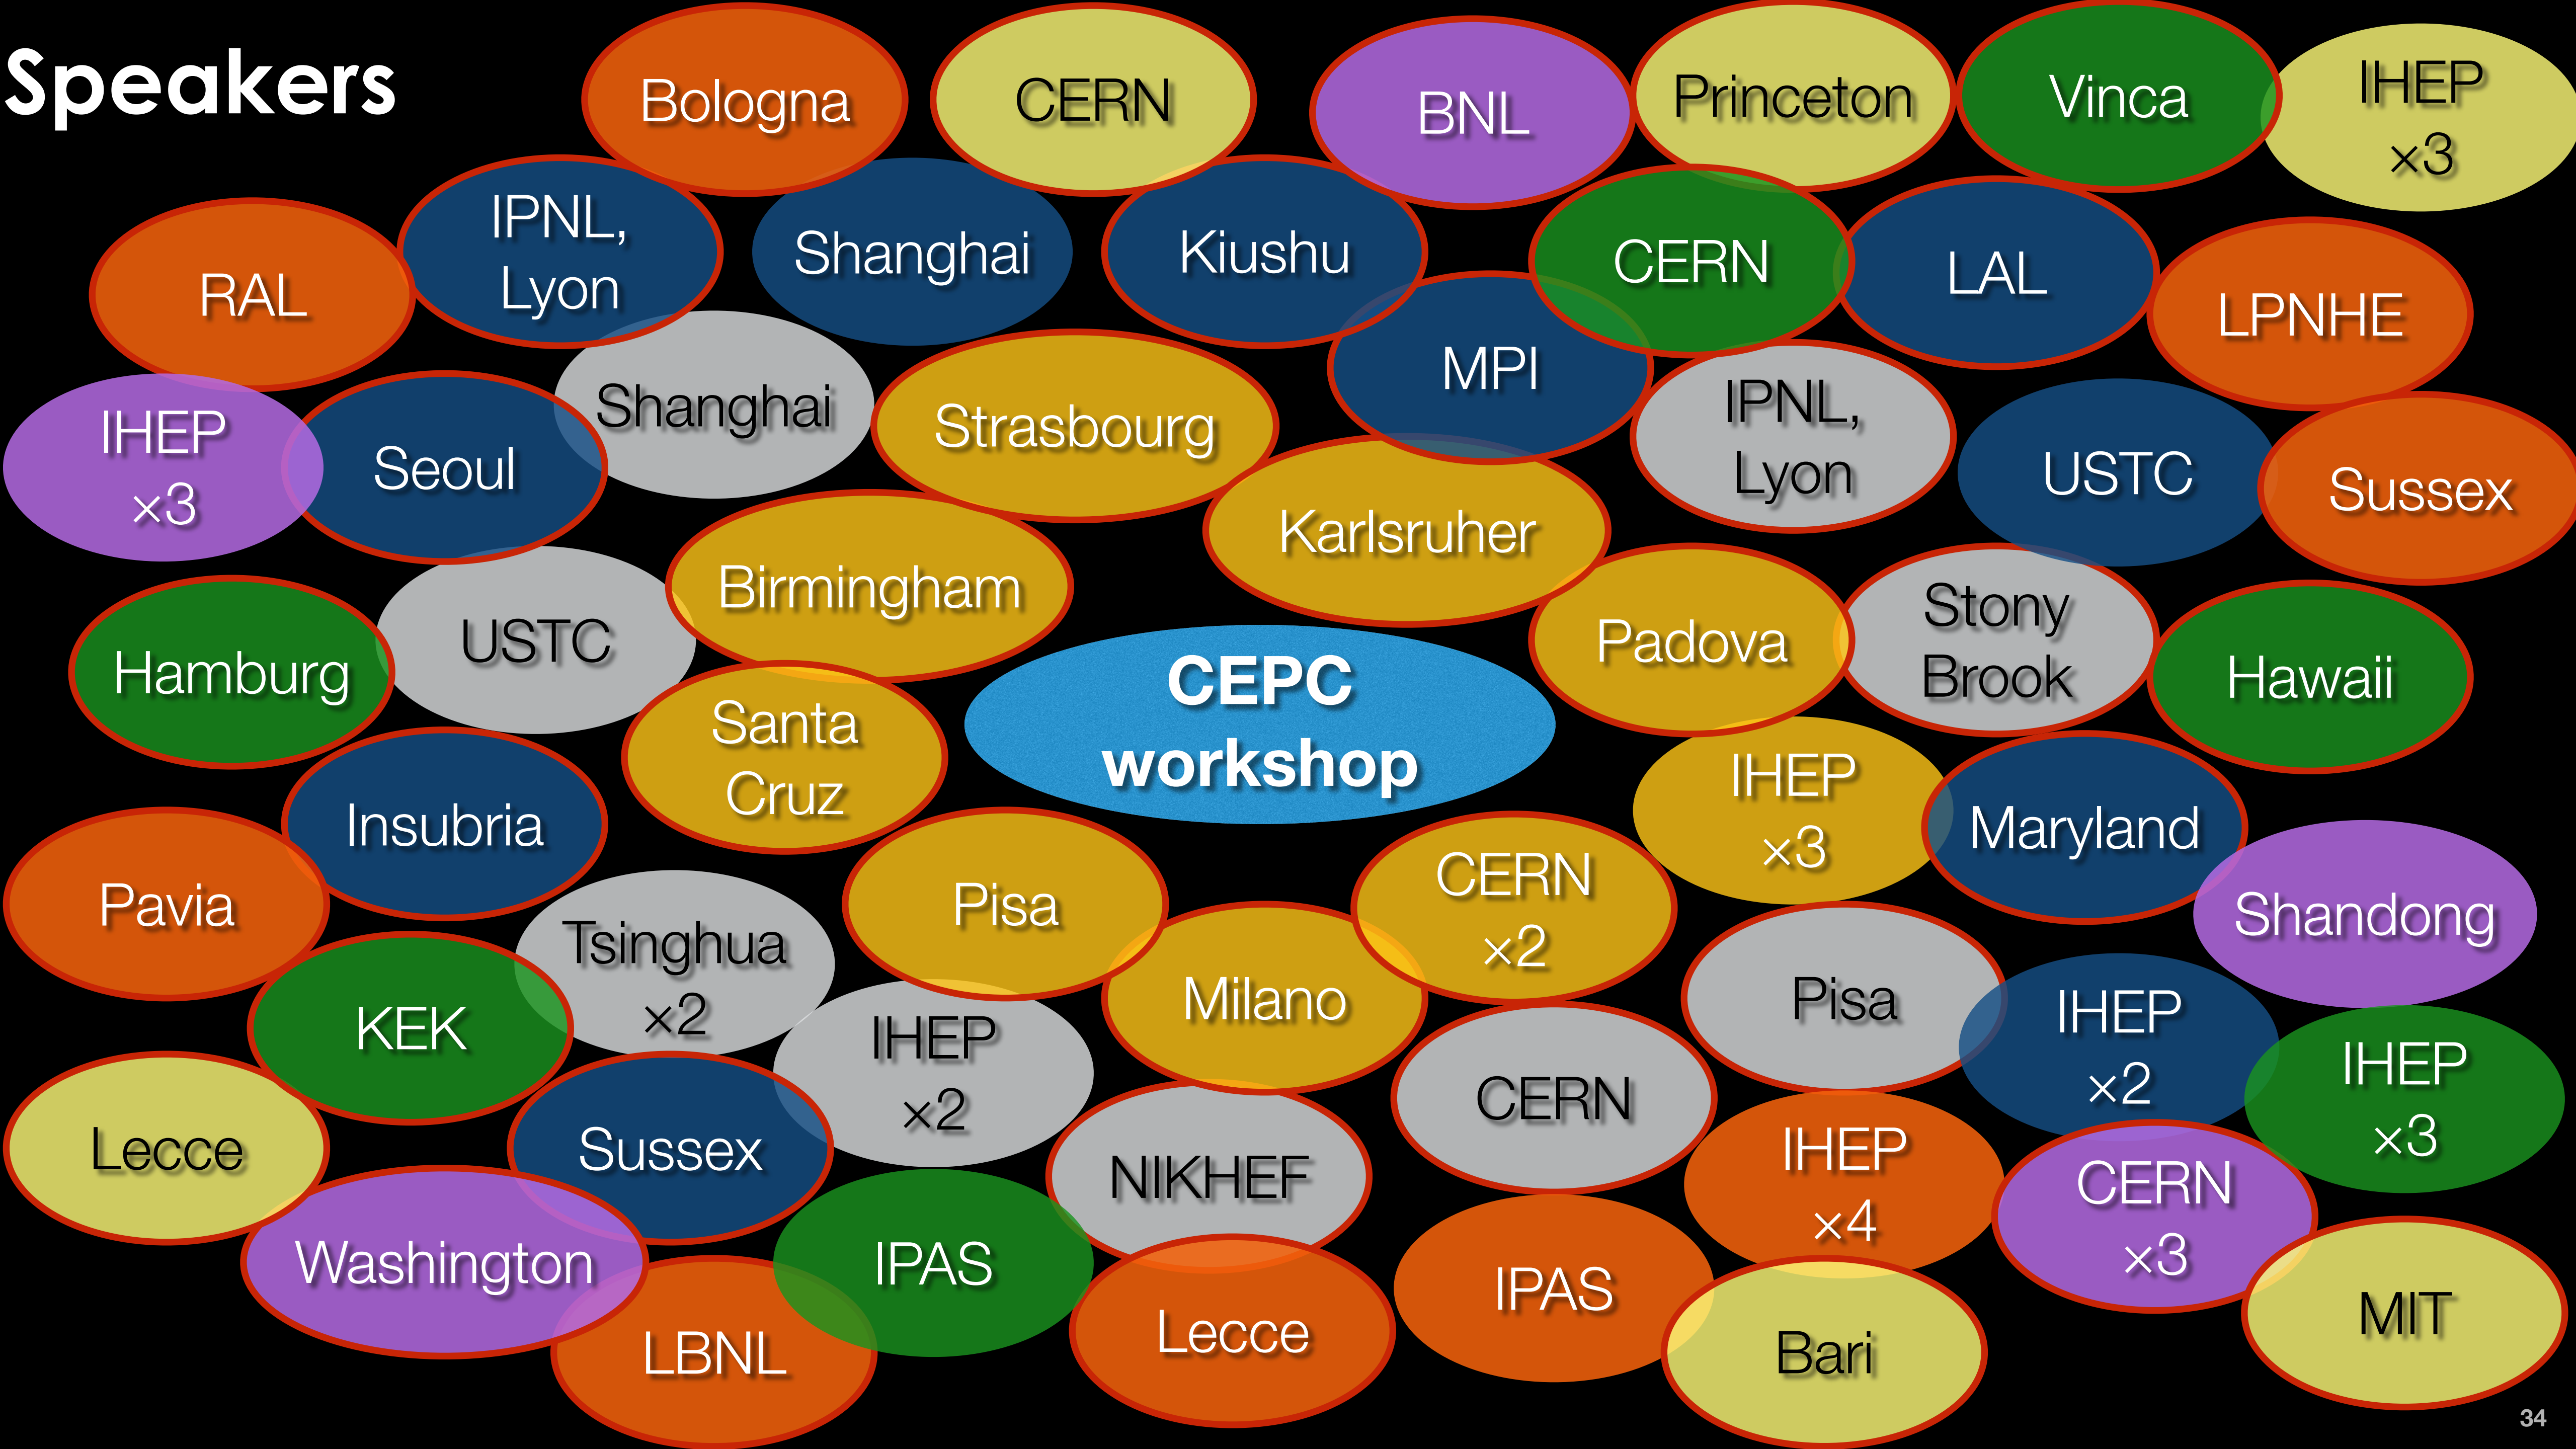 Speakers
Bologna
CERN
BNL
Princeton
Vinca
IHEP
×3
RAL
IPNL,
Lyon
Shanghai
Kiushu
CERN
LAL
LPNHE
IHEP
×3
Seoul
Shanghai
Strasbourg
MPI
IPNL,
Lyon
USTC
Sussex
Karlsruher
Hamburg
USTC
Birmingham
Padova
Stony
Brook
Hawaii
CEPC
workshop
Santa
Cruz
Insubria
IHEP
×3
Maryland
Pavia
Pisa
CERN
×2
Shandong
Tsinghua
×2
KEK
IHEP
×2
Milano
Pisa
IHEP
×2
IHEP
×3
Lecce
Sussex
NIKHEF
CERN
IHEP
×4
CERN
×3
Washington
IPAS
LBNL
Lecce
IPAS
Bari
MIT
34